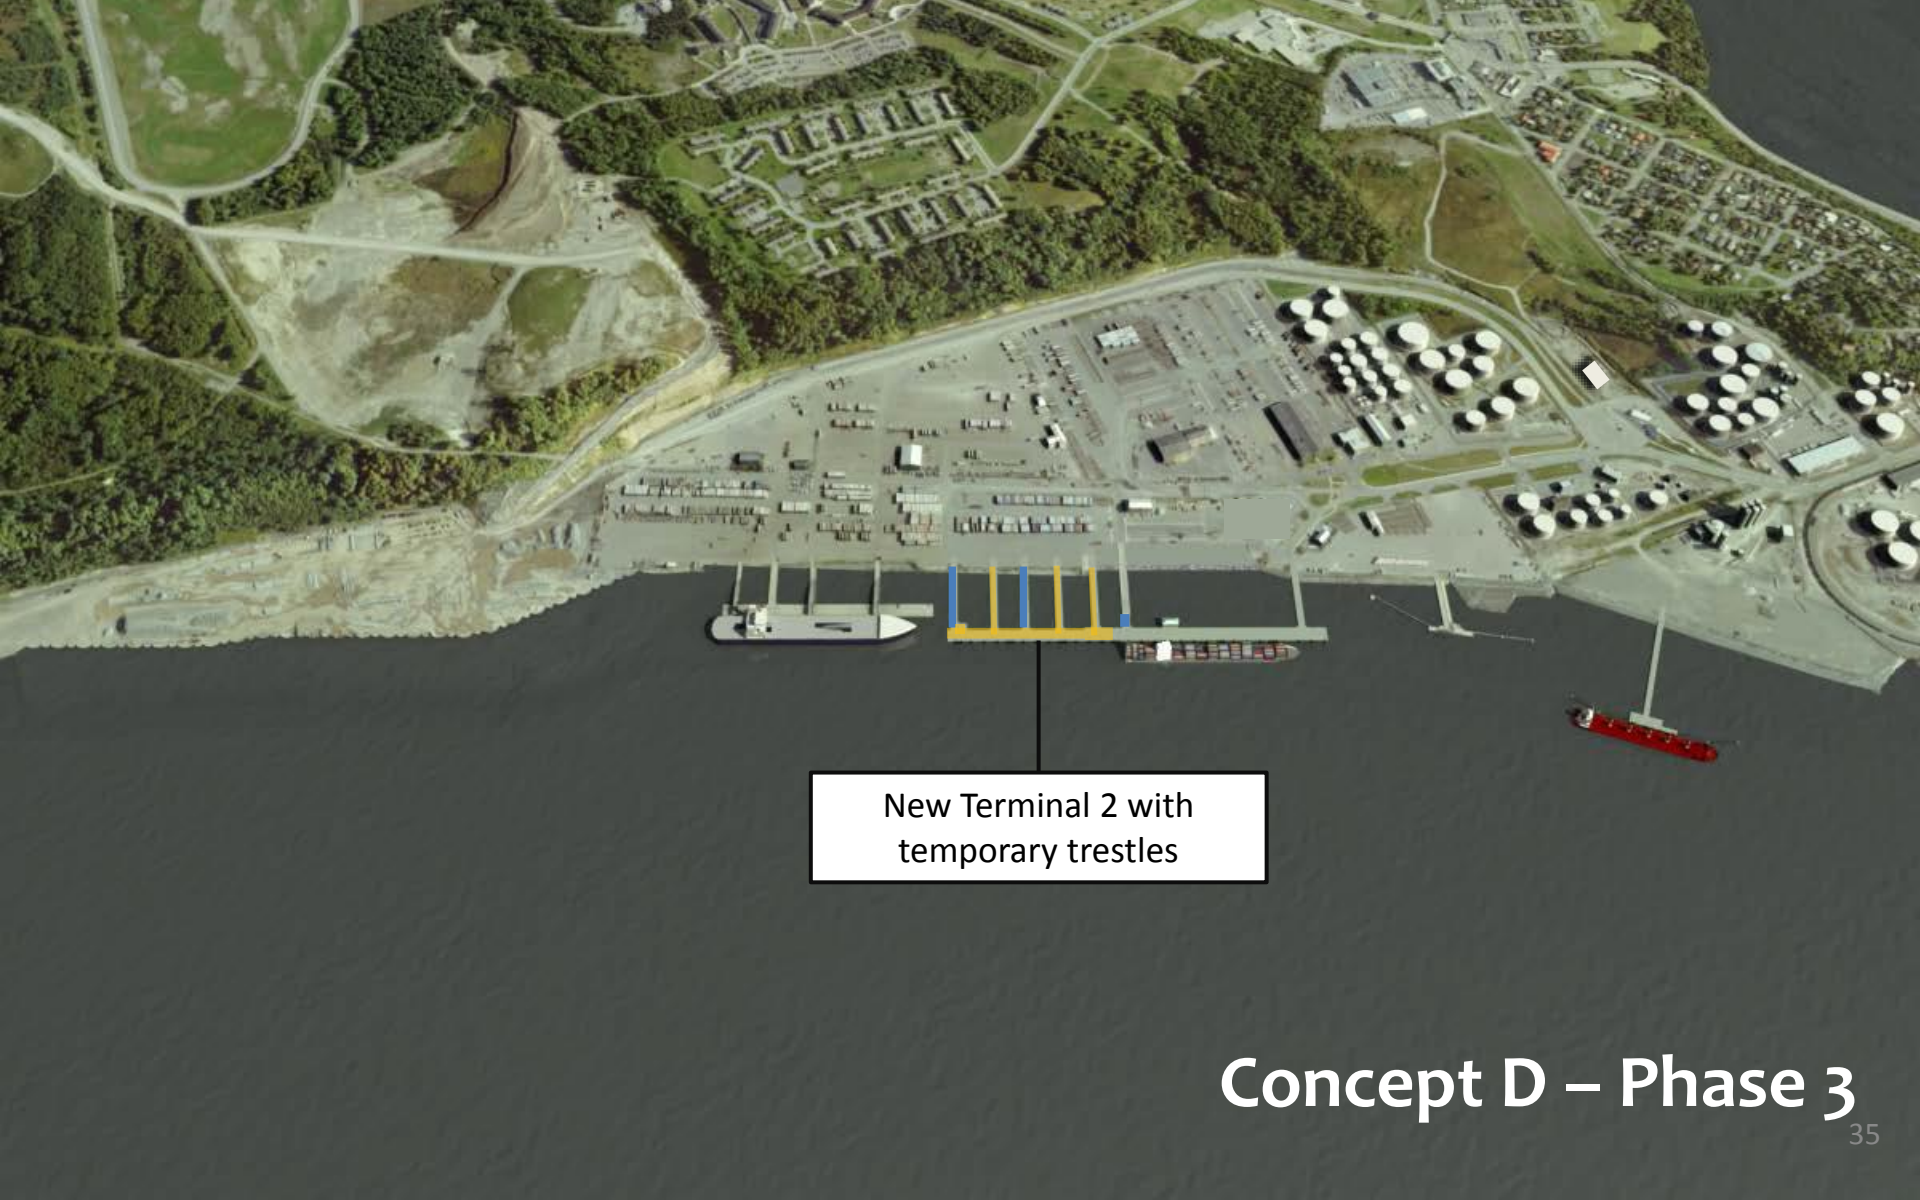 New Terminal 2 with
temporary trestles
Concept D – Phase 3
35